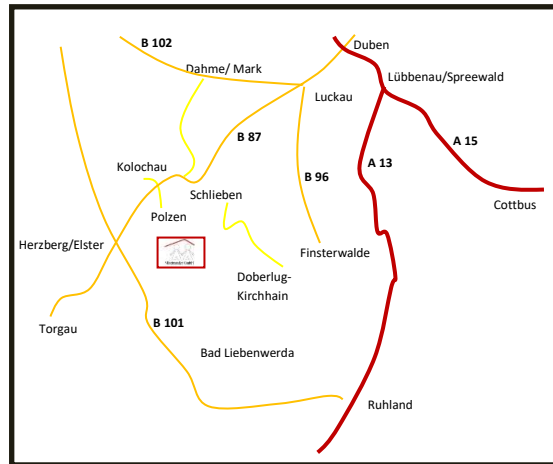 B 102
Duben
Dahme/ Mark
Lübbenau/Spreewald
Luckau
B 87
A 15
Kolochau
B 96
A 13
Schlieben
Cottbus
Polzen
Herzberg/Elster
Finsterwalde
Doberlug-
Kirchhain
Torgau
B 101
Bad Liebenwerda
Ruhland